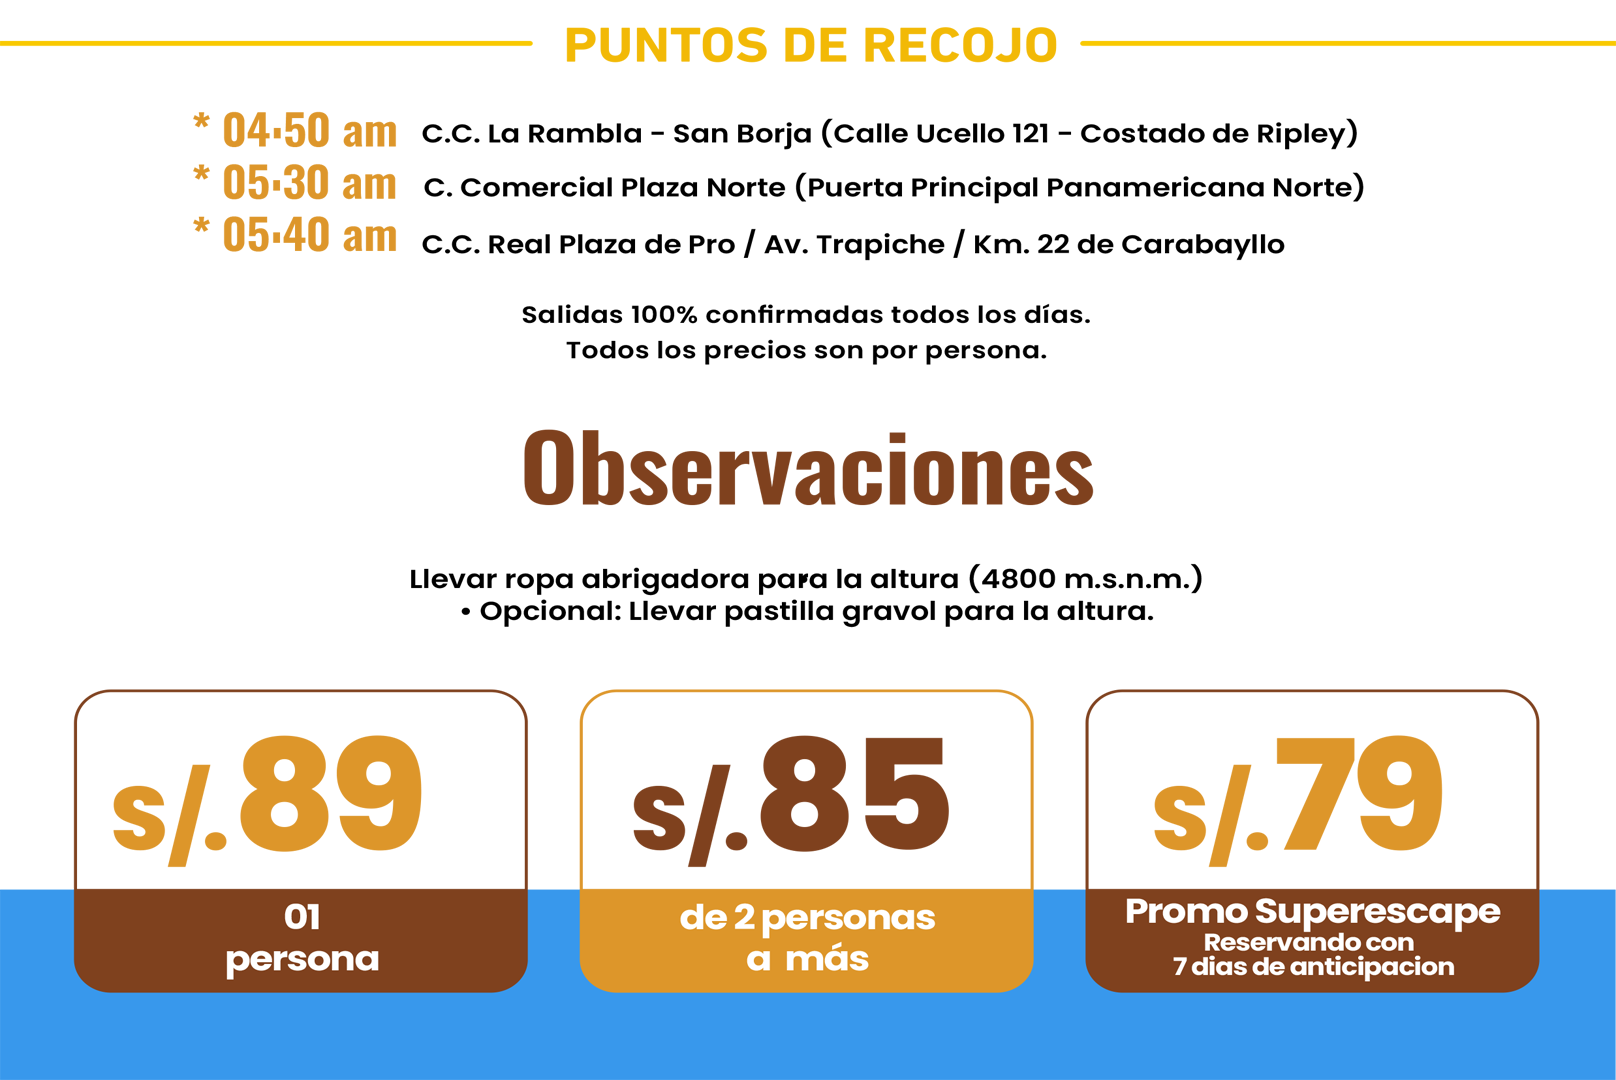 PUNTOS DE RECOJO
* 04:50 am C.C. La Rambla - San Borja (Calle Ucello 121 - Costado de Ripley)
* 05:30 am C. Comercial Plaza Norte (Puerta Principal Panamericana Norte)
* 05:40 am C.C. Real Plaza de Pro / Av. Trapiche / Km. 22 de Carabayllo
Salidas 100% confirmadas todos los días.
Todos los precios son por persona.
Observaciones
Llevar ropa abrigadora para la altura (4800 m.s.n.m.)
• Opcional: Llevar pastilla gravol para la altura.
S/.89
01
persona
S/.85
de 2 personas
a más
S/.79
Promo Superescape
Reservando con
7 dias de anticipacion